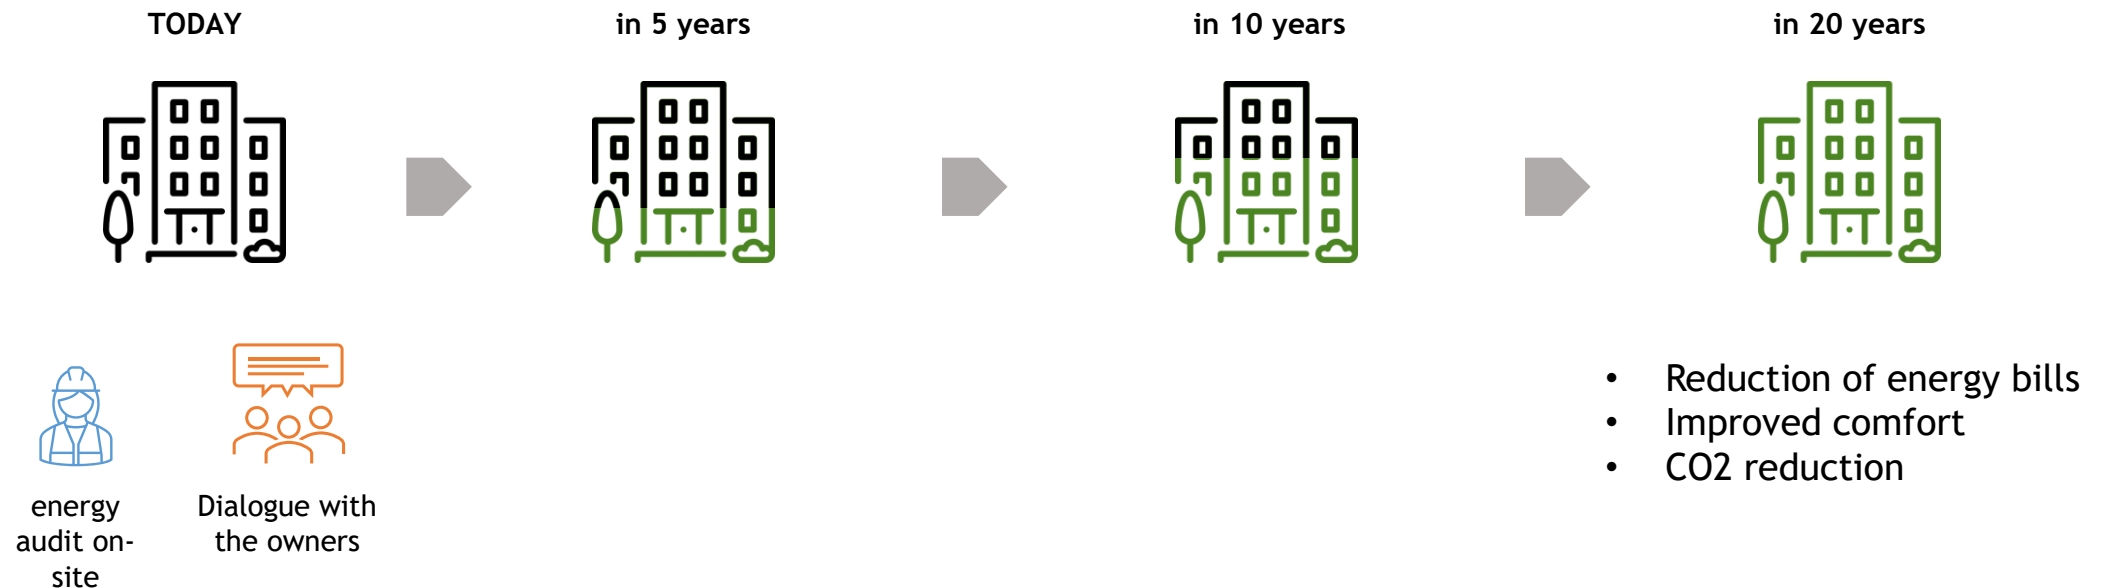 TODAY
in 5 years
in 10 years
in 20 years
energy
audit on-
site
Dialogue with
the owners
• Reduction of energy bills
• Improved comfort
• CO2 reduction